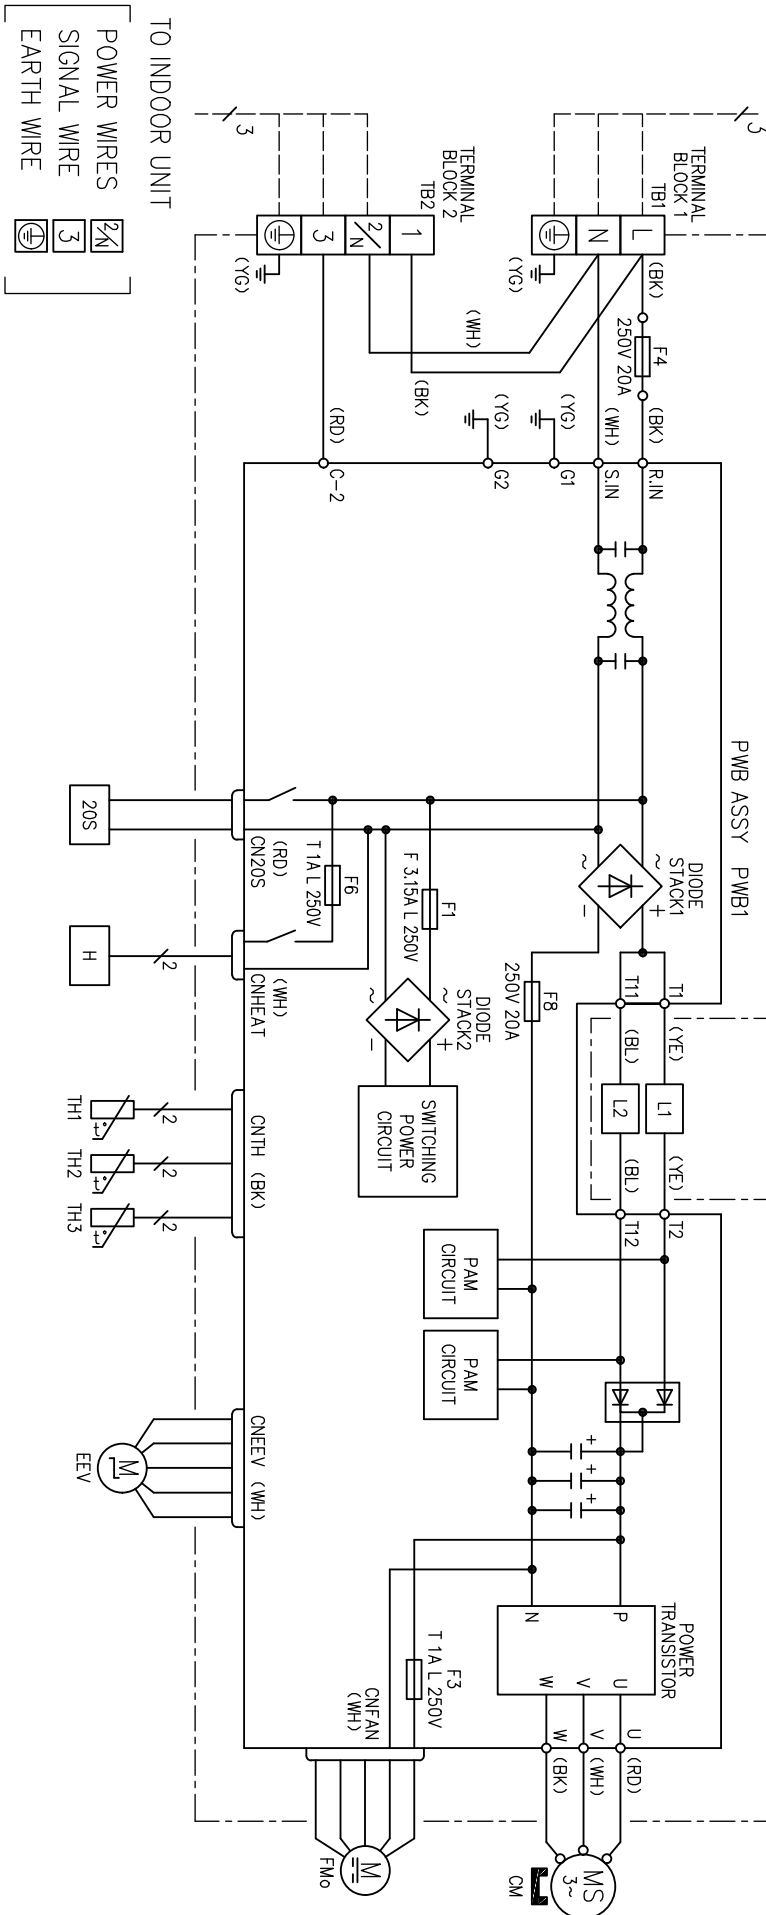 TO INDOOR UNIT
POWER WIRES 2/N
SIGNAL WIRE 3
EARTH WIRE
3
3
TERMINAL
BLOCK 1
TB1
L
N
TERMINAL
BLOCK 2
TB2
1
2/N
3
(YG)
(YG)
(BK)
F4
250V 20A
(BK)
(WH)
(WH)
(BK)
(RD)
(YG)
(YG)
R.IN
S.IN
G1
G2
C-2
PWB ASSY PWB1
DIODE
STACK1
~
~
+
-
F8
250V 20A
F1
F 3.15A L 250V
F6
T 1A L 250V
(RD)
CN20S
20S
(WH)
CNHEAT
H
2
DIODE
STACK2
~
~
+
-
SWITCHING
POWER
CIRCUIT
T1
T11
(YE)
(BL)
L1
L2
(YE)
(BL)
T2
T12
CNTH (BK)
2
2
2
TH1
t°
TH2
t°
TH3
t°
PAM
CIRCUIT
PAM
CIRCUIT
+
+
+
CNEEV (WH)
M
EEV
POWER
TRANSISTOR
P
N
U
V
W
F3
T 1A L 250V
CNFAN
(WH)
U
V
W
(RD)
(WH)
(BK)
M
FMo
MS
3~
CM